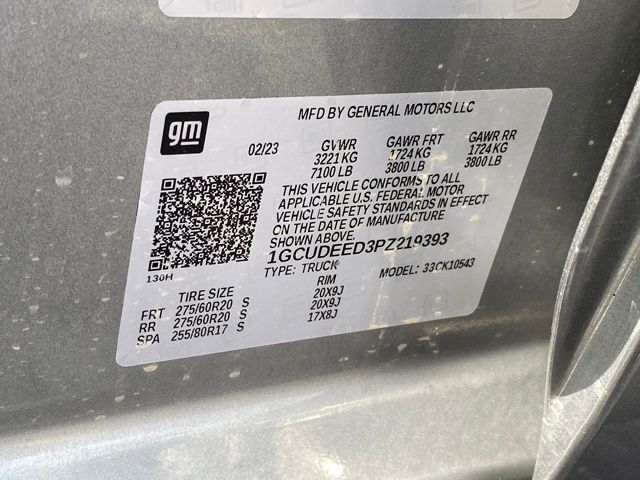 gm
MFD BY GENERAL MOTORS LLC
02/23 GVWR GAWR FRT GAWR RR
3221 KG 1724 KG 1724 KG
7100 LB 3800 LB 3800 LB
THIS VEHICLE CONFORMS TO ALL
APPLICABLE U.S. FEDERAL MOTOR
VEHICLE SAFETY STANDARDS IN EFFECT
ON THE DATE OF MANUFACTURE
SHOWN ABOVE.
1GCUDEED3PZ219393
130H TYPE: TRUCK MODEL: 33CK10543
TIRE SIZE RIM
FRT 275/60R20 S 20X9J
RR 275/60R20 S 20X9J
SPA 255/80R17 S 17X8J